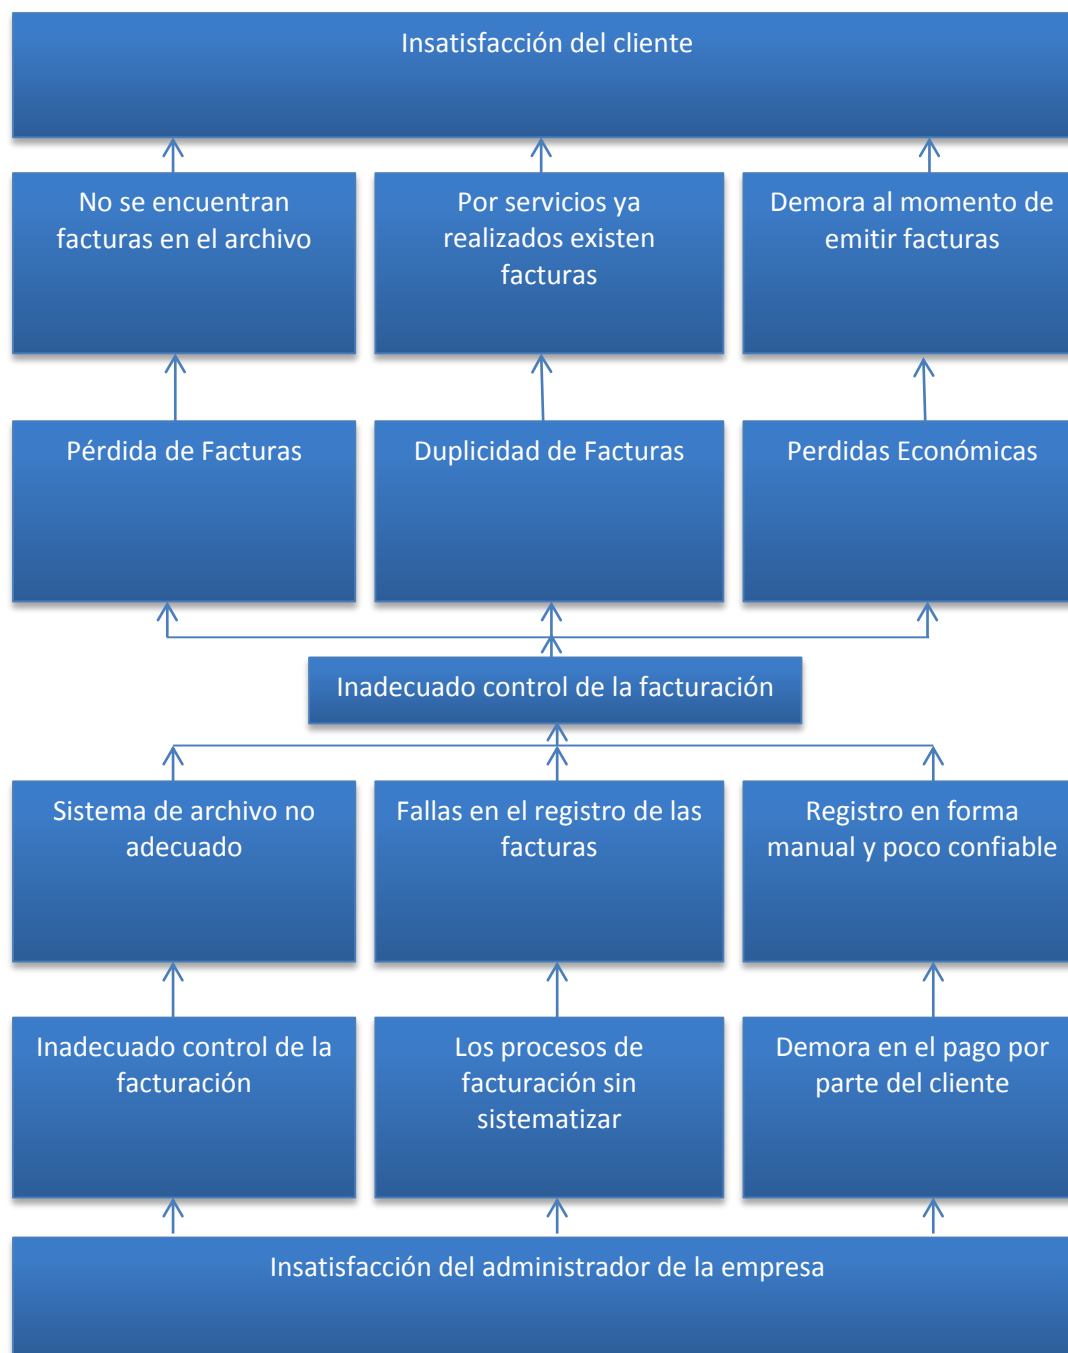 Insatisfacción del cliente
No se encuentran
facturas en el archivo
Por servicios ya
realizados existen
facturas
Demora al momento de
emitir facturas
Pérdida de Facturas
Duplicidad de Facturas
Perdidas Económicas
Inadecuado control de la facturación
Sistema de archivo no
adecuado
Fallas en el registro de las
facturas
Registro en forma
manual y poco confiable
Inadecuado control de la
facturación
Los procesos de
facturación sin
sistematizar
Demora en el pago por
parte del cliente
Insatisfacción del administrador de la empresa